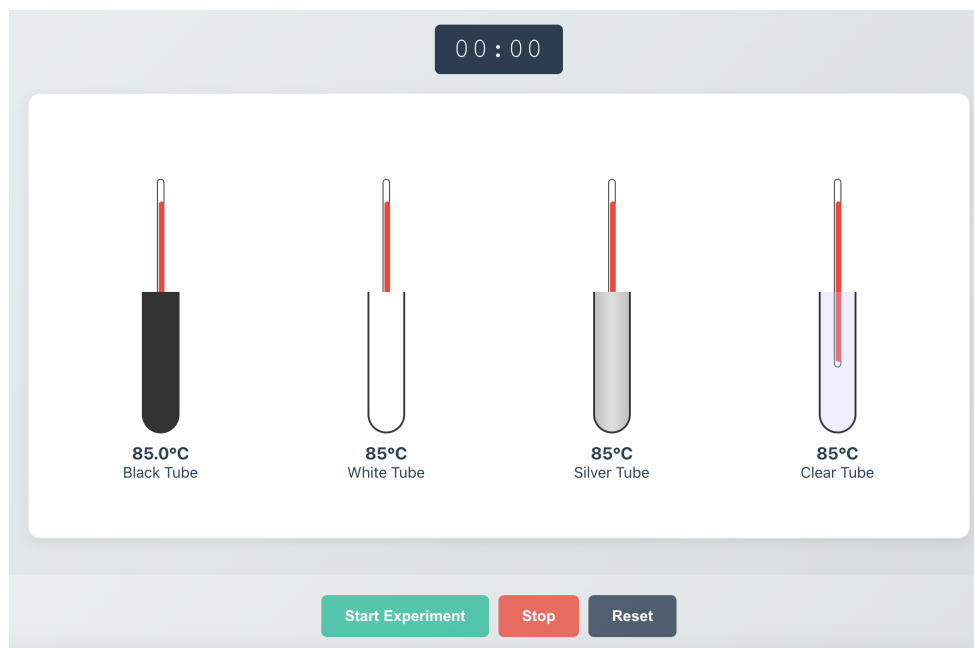 00:00
85.0°C 85°C 85°C 85°C
Black Tube White Tube Silver Tube Clear Tube
Start Experiment Stop Reset